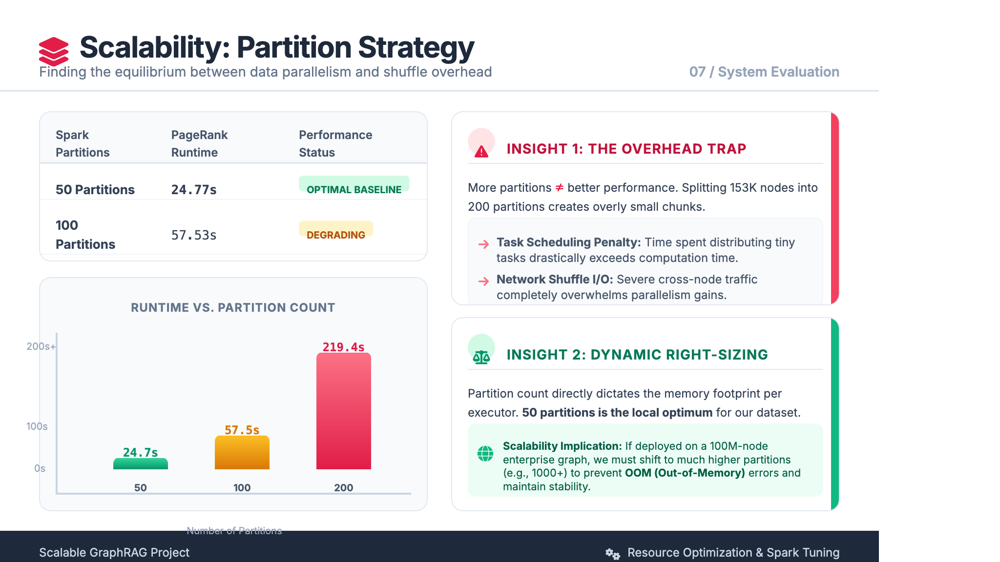 Scalability: Partition Strategy
Finding the equilibrium between data parallelism and shuffle overhead
07 / System Evaluation
Spark Partitions
PageRank Runtime
Performance Status
50 Partitions
24.77s
OPTIMAL BASELINE
100 Partitions
57.53s
DEGRADING
RUNTIME VS. PARTITION COUNT
200s+
100s
0s
24.7s
57.5s
219.4s
50
100
200
Number of Partitions
INSIGHT 1: THE OVERHEAD TRAP
More partitions ≠ better performance. Splitting 153K nodes into
200 partitions creates overly small chunks.
Task Scheduling Penalty: Time spent distributing tiny
tasks drastically exceeds computation time.
Network Shuffle I/O: Severe cross-node traffic
completely overwhelms parallelism gains.
INSIGHT 2: DYNAMIC RIGHT-SIZING
Partition count directly dictates the memory footprint per
executor. 50 partitions is the local optimum for our dataset.
Scalability Implication: If deployed on a 100M-node
enterprise graph, we must shift to much higher partitions
(e.g., 1000+) to prevent OOM (Out-of-Memory) errors and
maintain stability.
Scalable GraphRAG Project
Resource Optimization & Spark Tuning